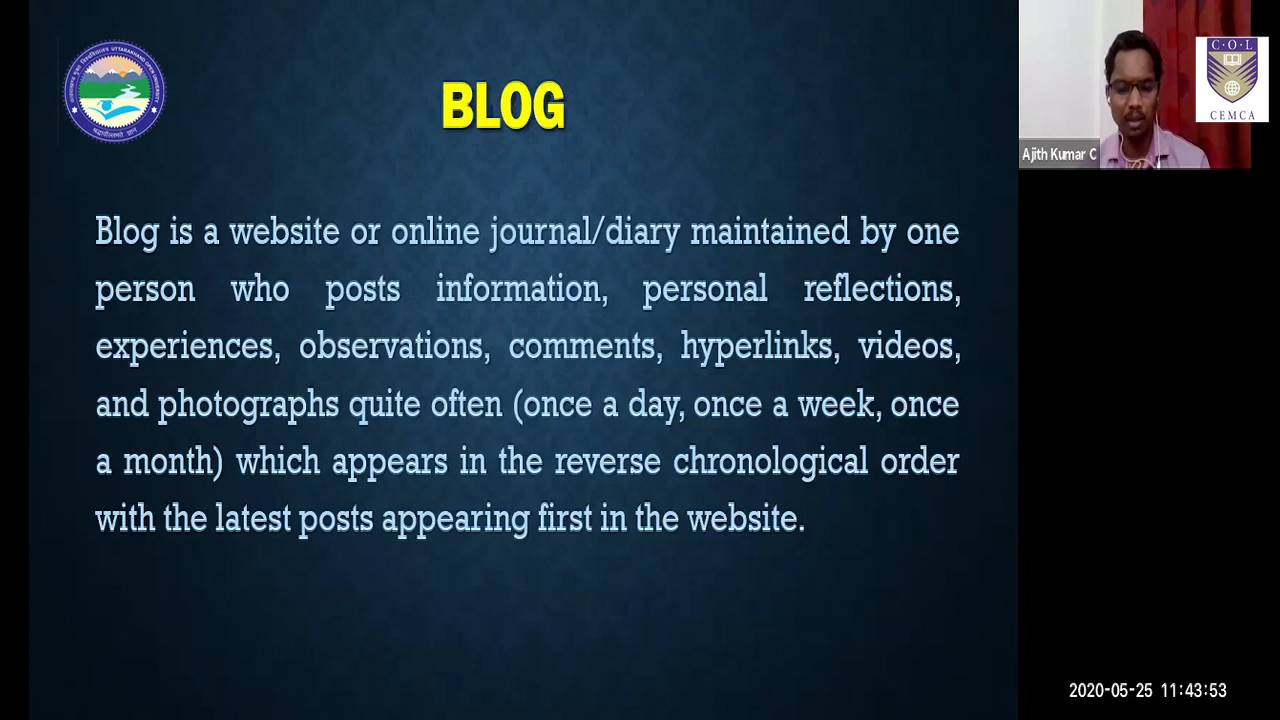 UTTARAKHAND OPEN UNIVERSITY
BLOG
Blog is a website or online journal/diary maintained by one
person who posts information, personal reflections,
experiences, observations, comments, hyperlinks, videos,
and photographs quite often (once a day, once a week, once
a month) which appears in the reverse chronological order
with the latest posts appearing first in the website.
C·O·L
CEMCA
Ajith Kumar C
2020-05-25 11:43:53